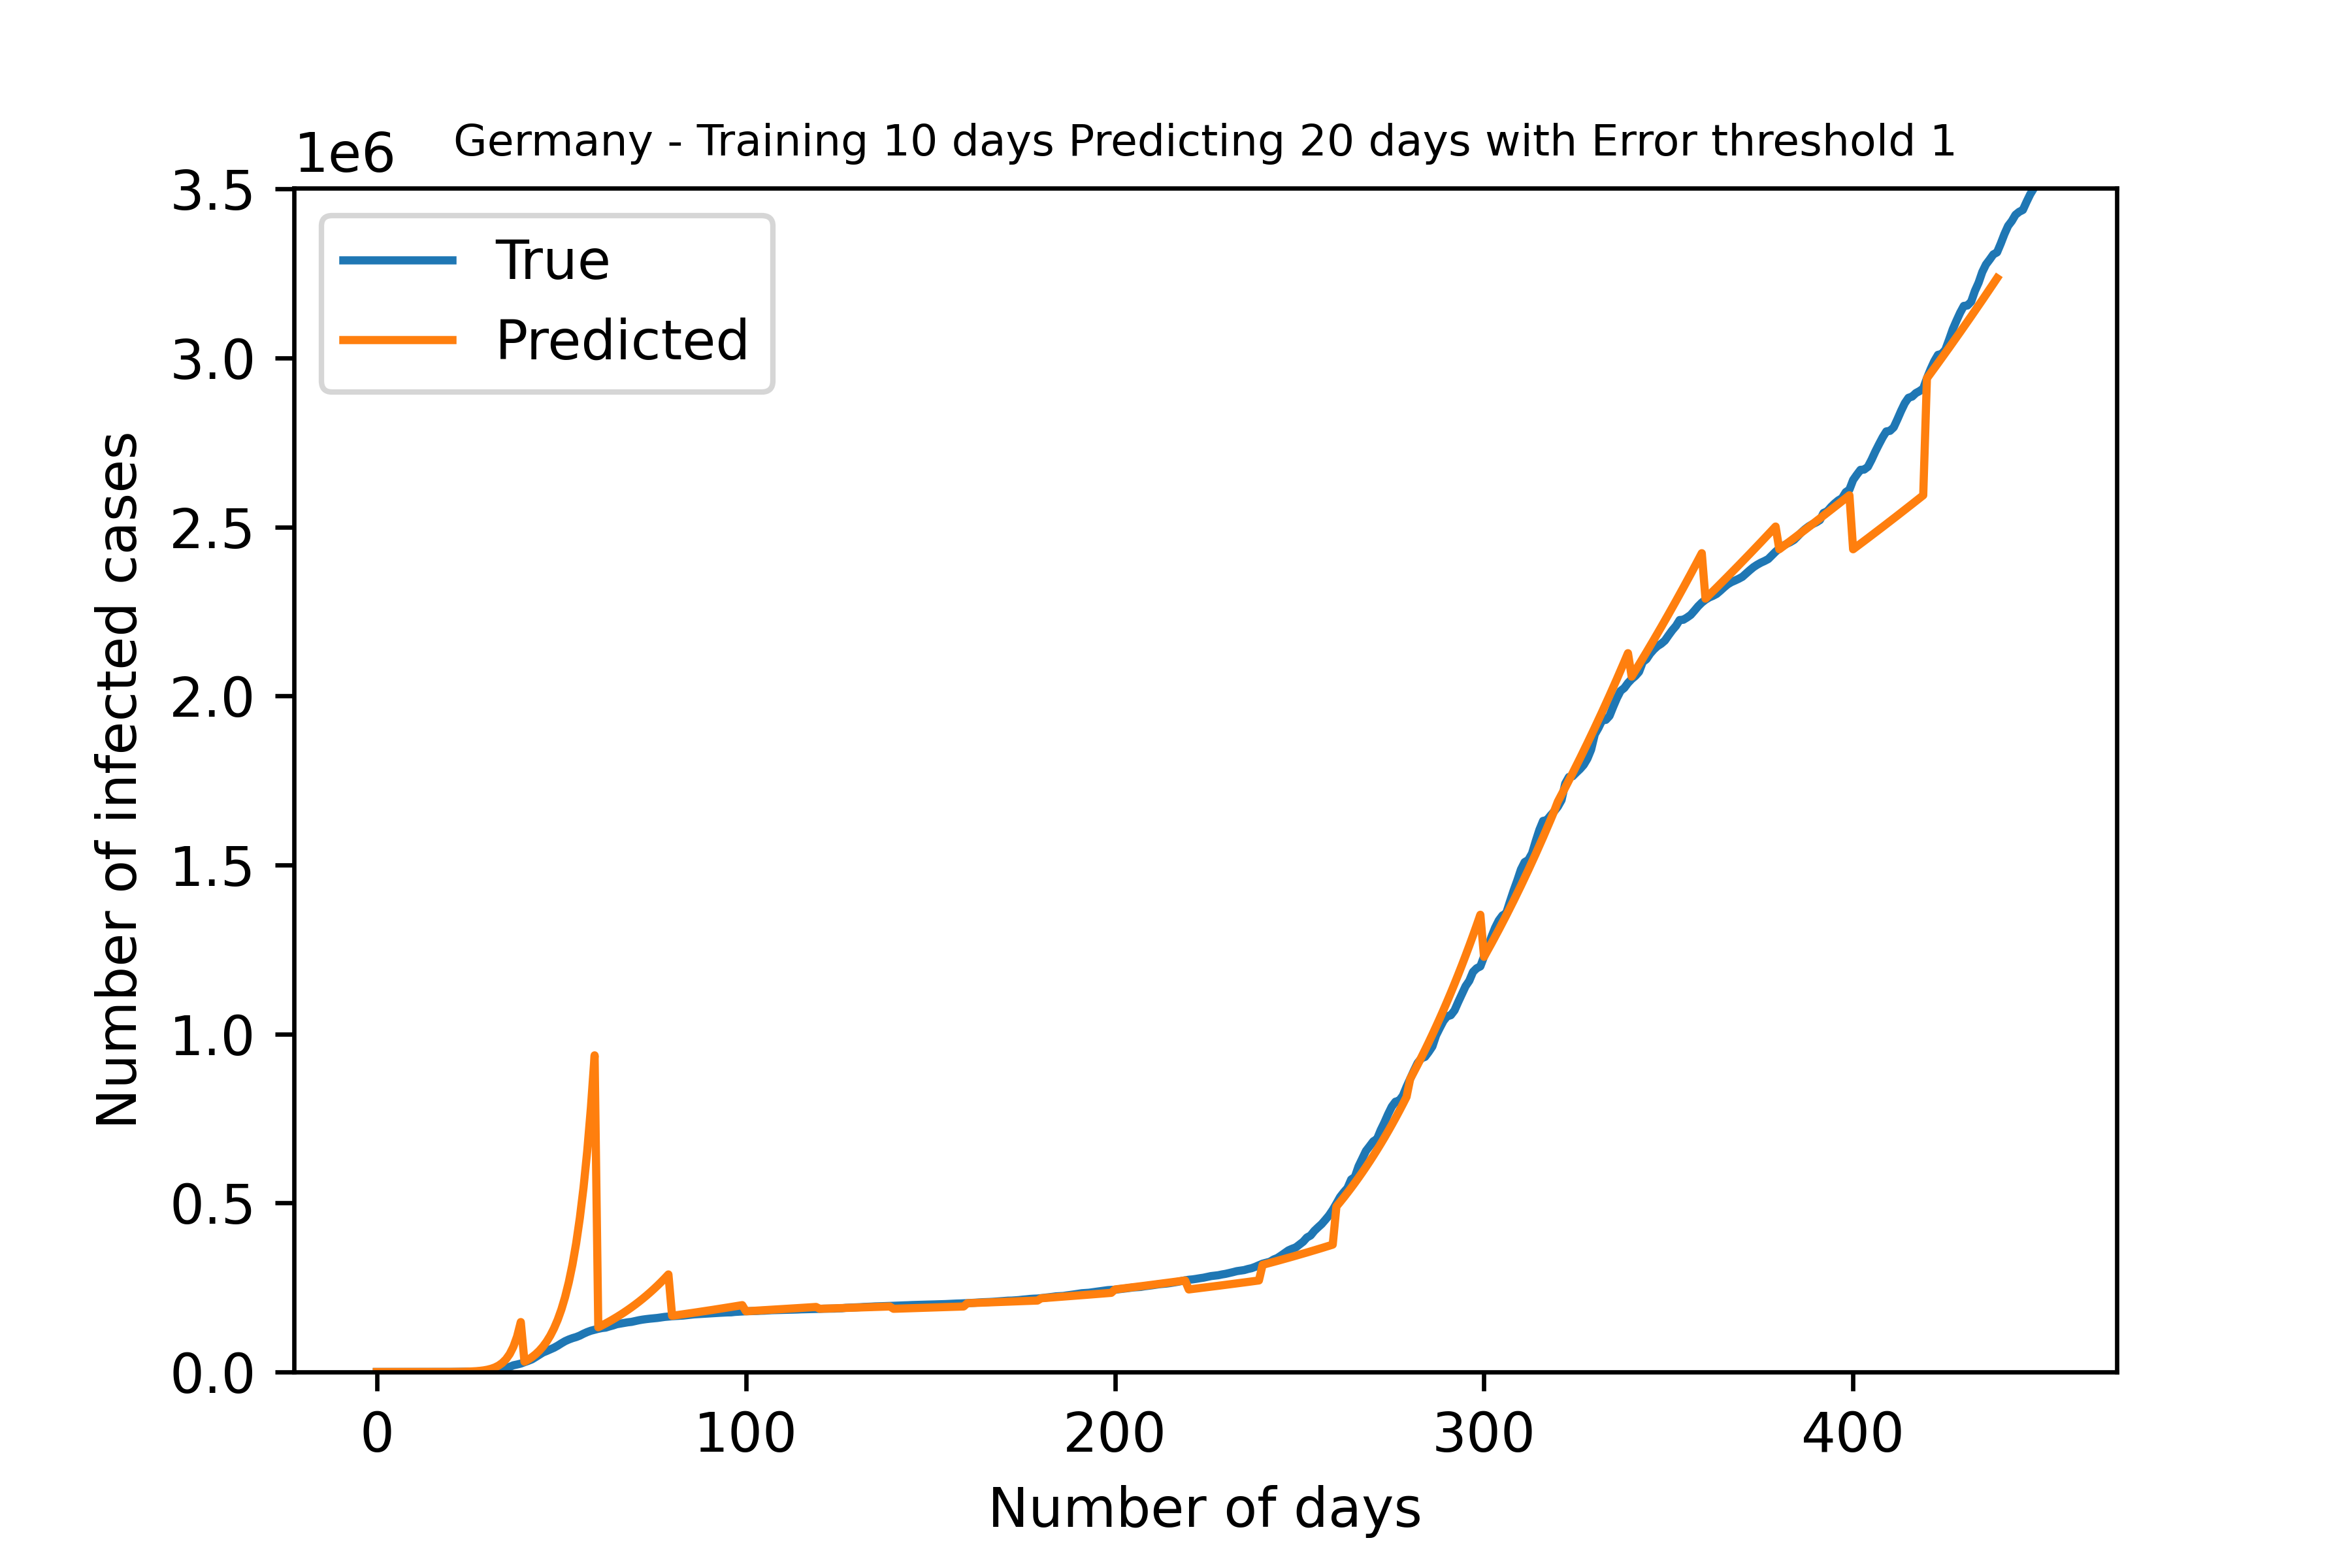 Germany - Training 10 days Predicting 20 days with Error threshold 1
1e6
3.5
3.0
2.5
2.0
1.5
1.0
0.5
0.0
Number of infected cases
True
Predicted
0 100 200 300 400
Number of days